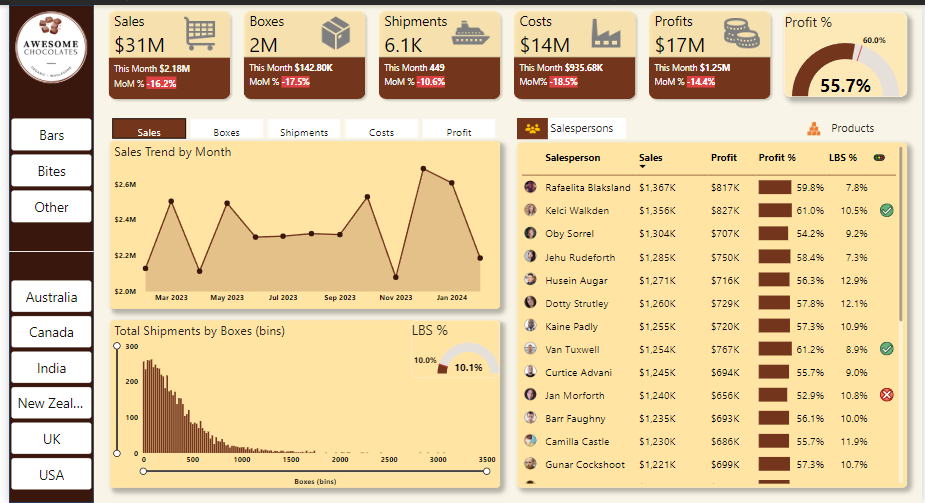 AWESOME
CHOCOLATES
Bars
Bites
Other
Australia
Canada
India
New Zeal...
UK
USA
Sales
$31M
This Month $2.18M
MoM % -16.2%
Boxes
2M
This Month $142.80K
MoM % -17.5%
Shipments
6.1K
This Month 449
MoM % -10.6%
Costs
$14M
This Month $935.68K
MoM% -18.5%
Profits
$17M
This Month $1.25M
MoM % -14.4%
Profit %
60.0%
55.7%
Sales Boxes Shipments Costs Profit
Sales Trend by Month
$2.6M
$2.4M
$2.2M
$2.0M
Mar 2023 May 2023 Jul 2023 Sep 2023 Nov 2023 Jan 2024
Total Shipments by Boxes (bins)
300
200
100
0
0 500 1000 1500 2000 2500 3000 3500
Boxes (bins)
LBS %
10.0%
10.1%
Salespersons
Products
Salesperson Sales Profit Profit % LBS %
Rafaelita Blaksland $1,367K $817K 59.8% 7.8%
Kelci Walkden $1,356K $827K 61.0% 10.5%
Oby Sorrel $1,304K $707K 54.2% 9.2%
Jehu Rudeforth $1,285K $750K 58.4% 7.3%
Husein Augar $1,271K $716K 56.3% 12.9%
Dotty Strutley $1,260K $729K 57.8% 12.1%
Kaine Padly $1,255K $720K 57.3% 10.9%
Van Tuxwell $1,254K $767K 61.2% 8.9%
Curtice Advani $1,245K $694K 55.7% 9.0%
Jan Morforth $1,240K $656K 52.9% 10.8%
Barr Faughny $1,235K $693K 56.1% 10.0%
Camilla Castle $1,230K $686K 55.7% 11.9%
Gunar Cockshoot $1,221K $699K 57.3% 10.7%